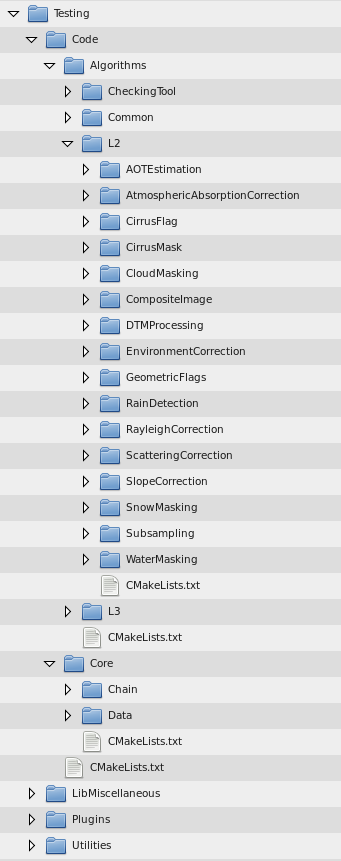 Testing
Code
Algorithms
CheckingTool
Common
L2
AOTEstimation
AtmosphericAbsorptionCorrection
CirrusFlag
CirrusMask
CloudMasking
CompositeImage
DTMProcessing
EnvironmentCorrection
GeometricFlags
RainDetection
RayleighCorrection
ScatteringCorrection
SlopeCorrection
SnowMasking
Subsampling
WaterMasking
CMakeLists.txt
L3
CMakeLists.txt
Core
Chain
Data
CMakeLists.txt
CMakeLists.txt
LibMiscellaneous
Plugins
Utilities